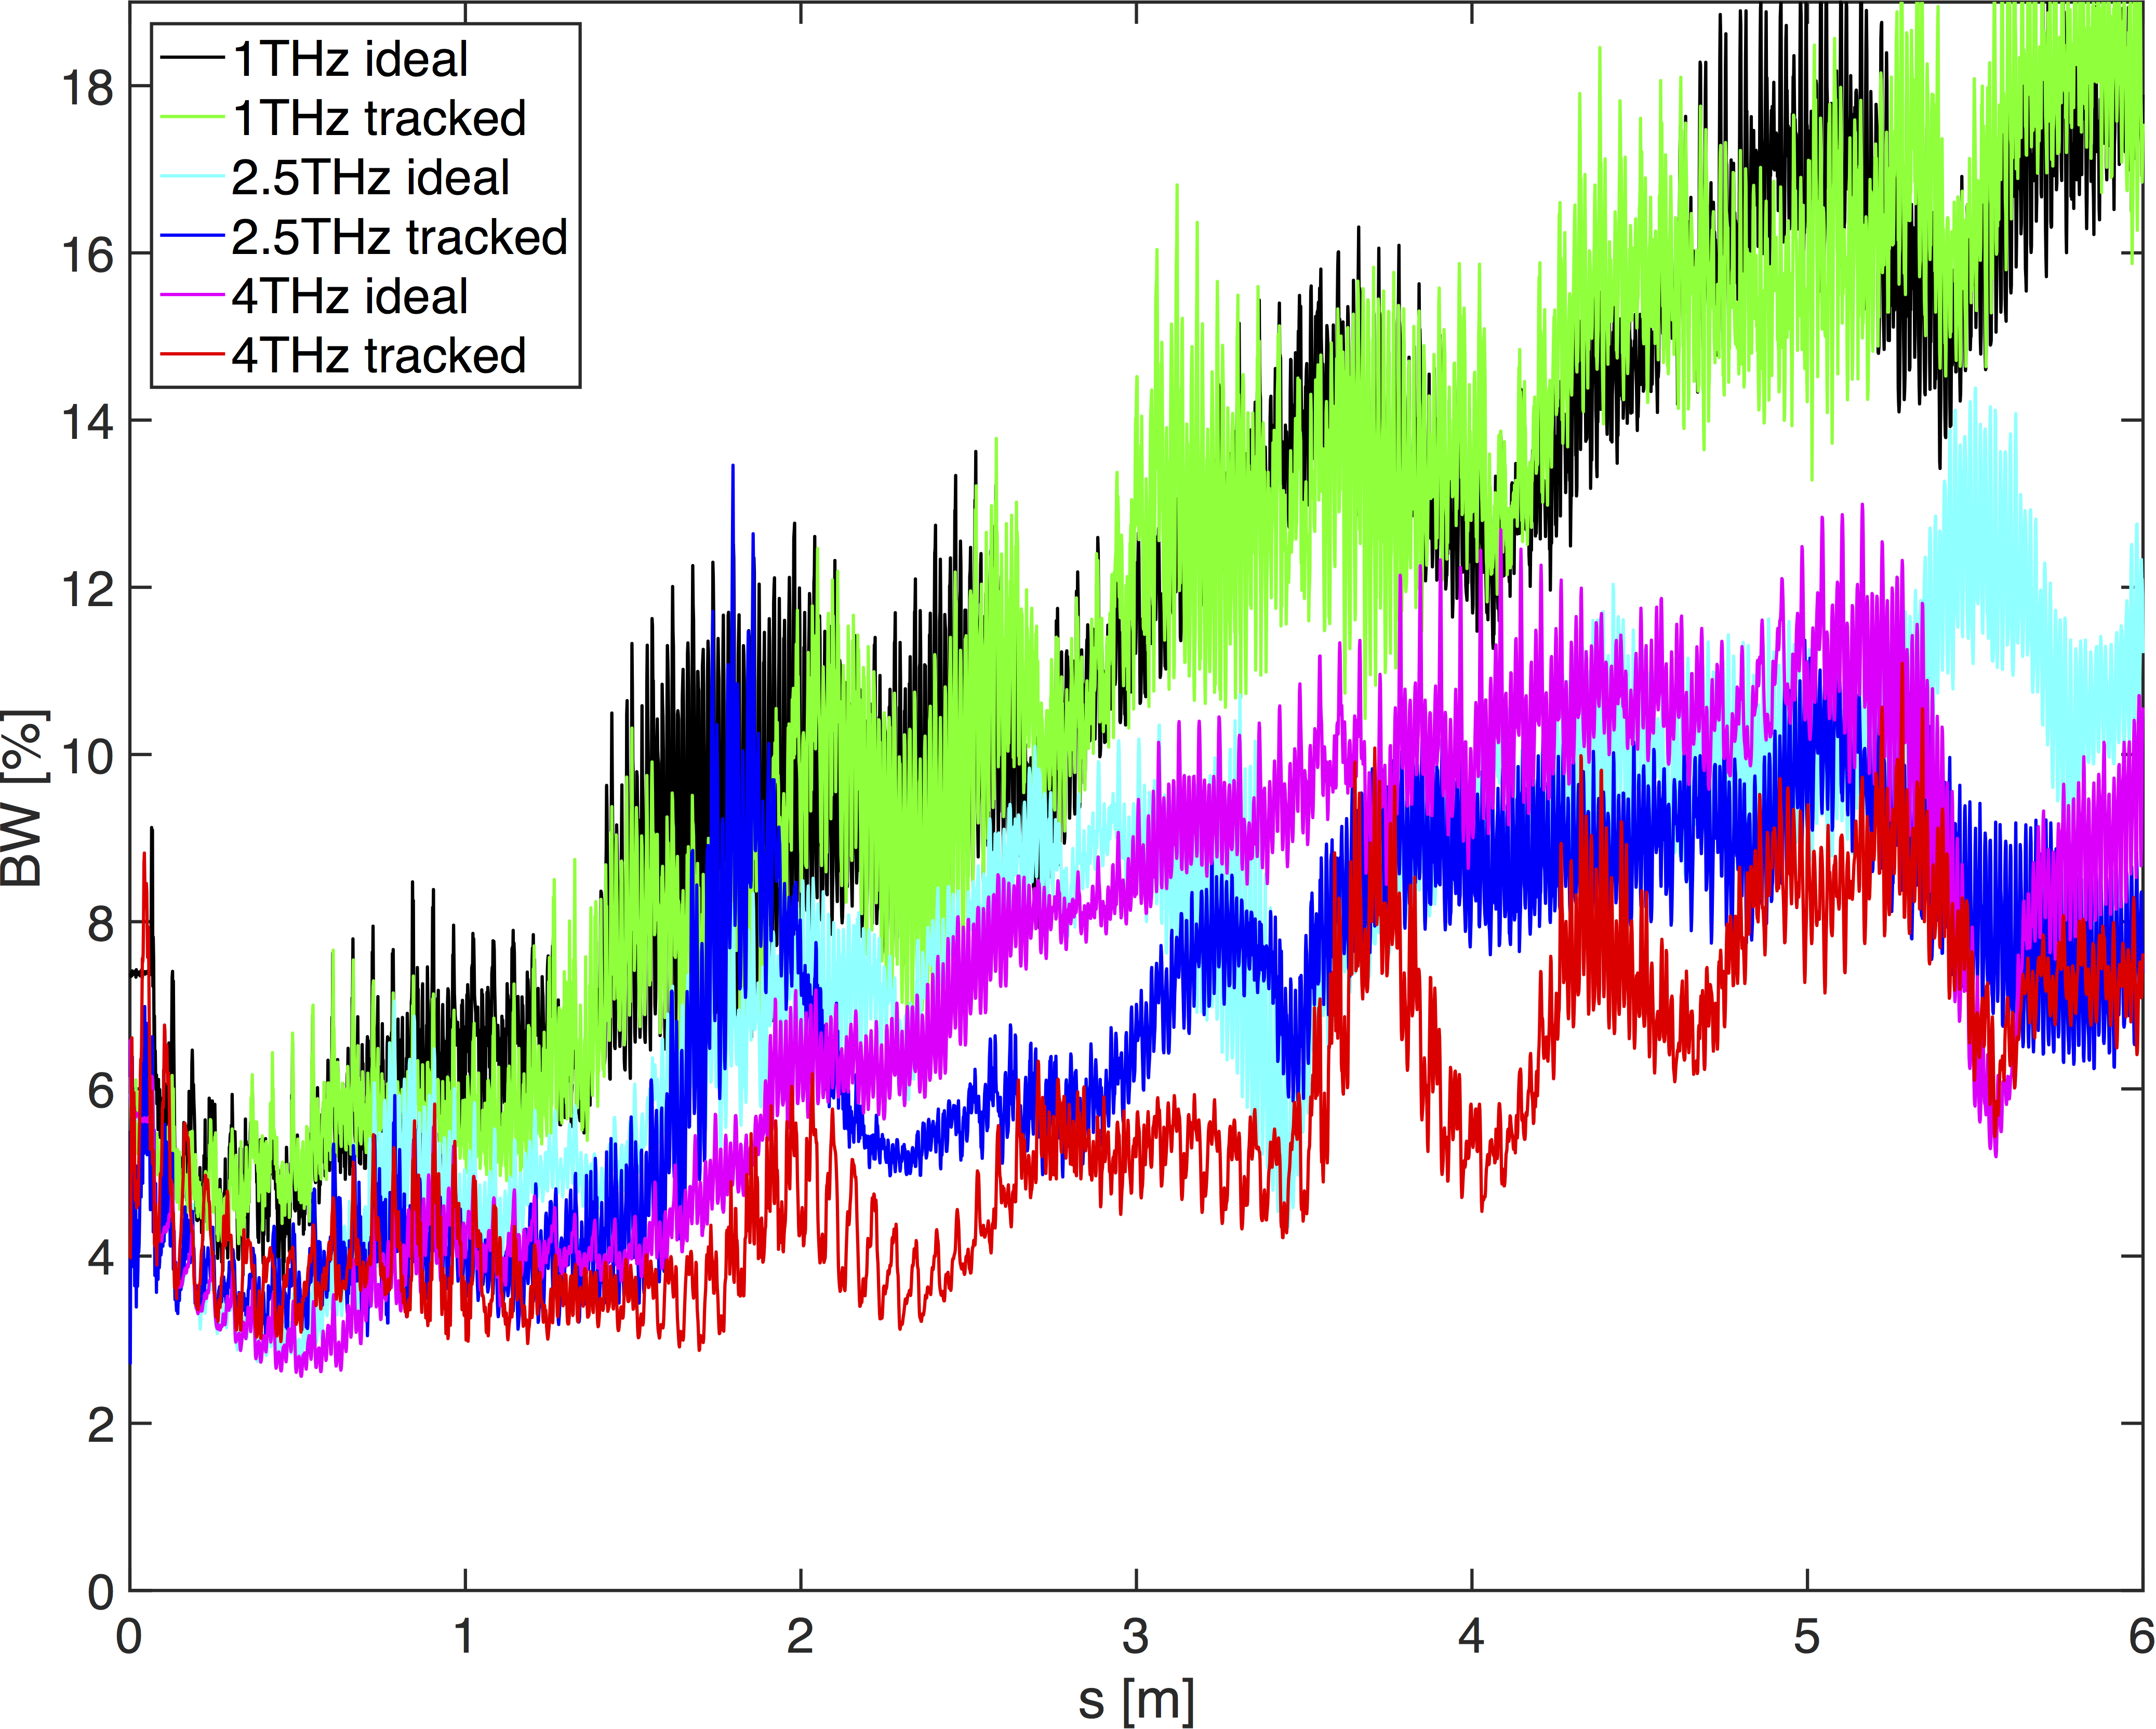 1THz ideal
1THz tracked
2.5THz ideal
2.5THz tracked
4THz ideal
4THz tracked
18
16
14
12
10
8
6
4
2
0
BW [%]
0 1 2 3 4 5 6
s [m]